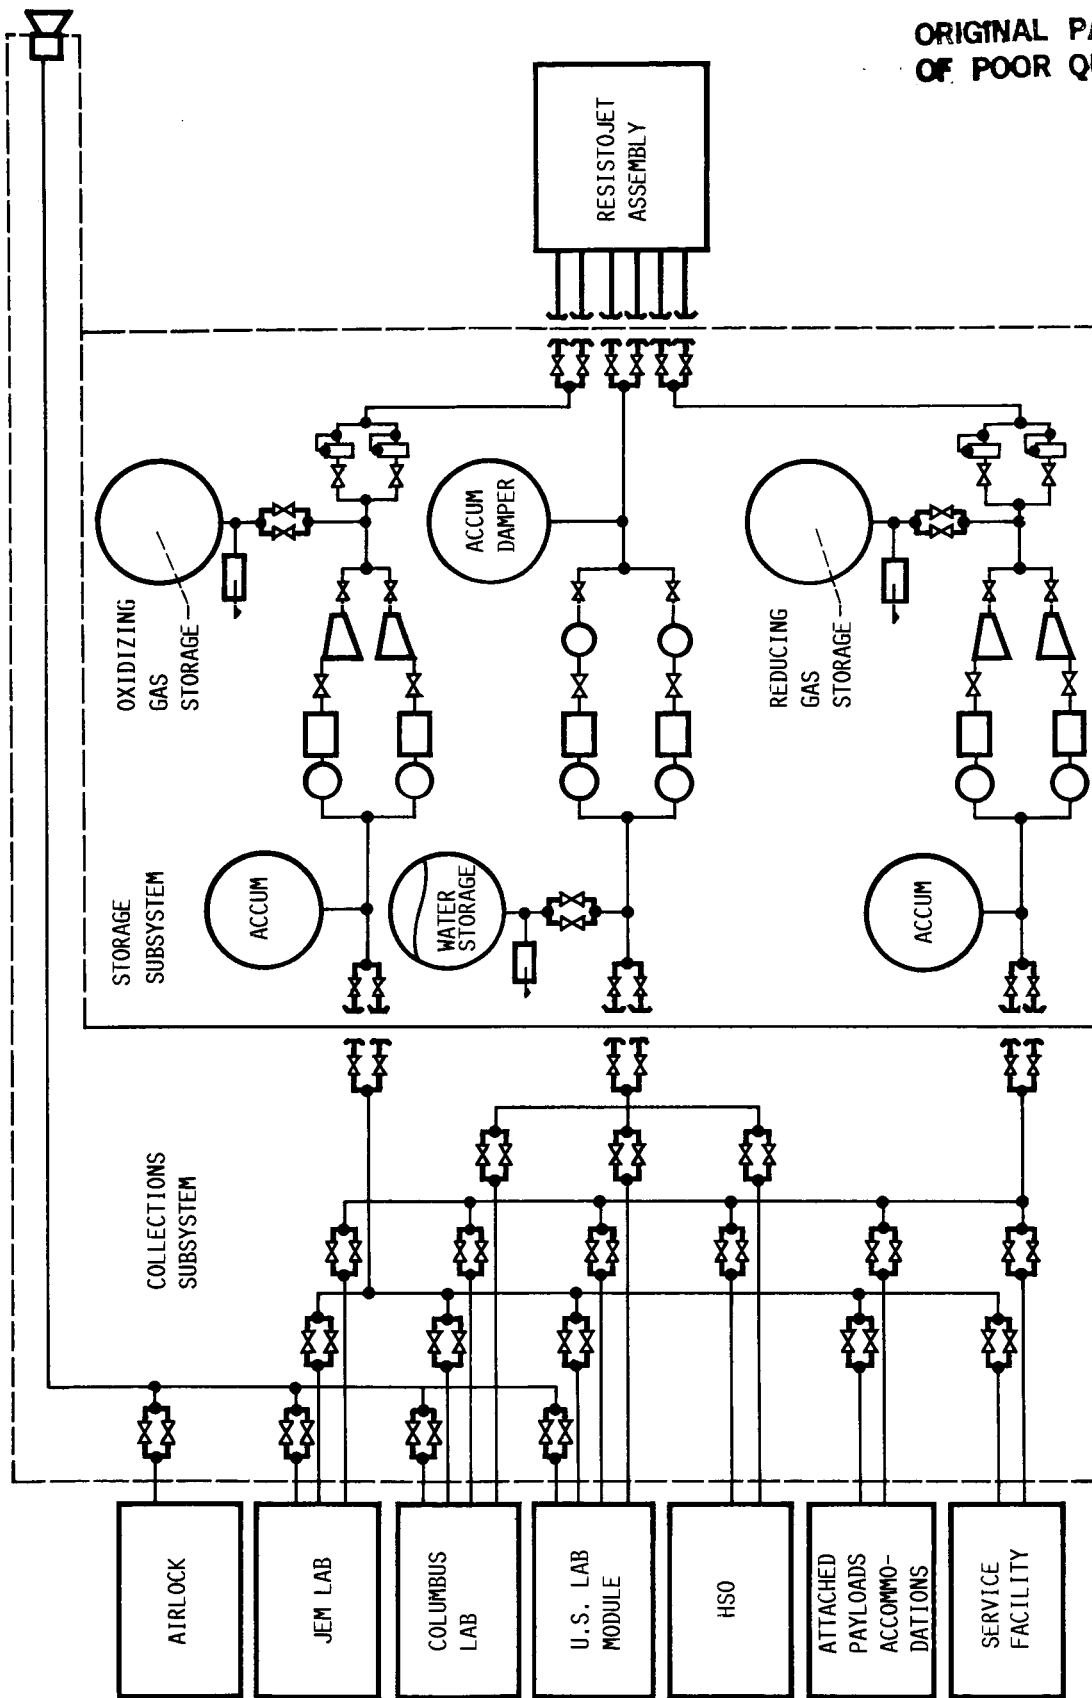 ORIGINAL PA
OF POOR Q
RESISTOJET
ASSEMBLY
OXIDIZING
GAS
STORAGE
ACCUM
DAMPER
REDUCING
GAS
STORAGE
STORAGE
SUBSYSTEM
ACCUM
WATER
STORAGE
ACCUM
COLLECTIONS
SUBSYSTEM
AIRLOCK
JEM LAB
COLUMBUS
LAB
U.S. LAB
MODULE
HSO
ATTACHED
PAYLOADS
ACCOMMO-
DATIONS
SERVICE
FACILITY